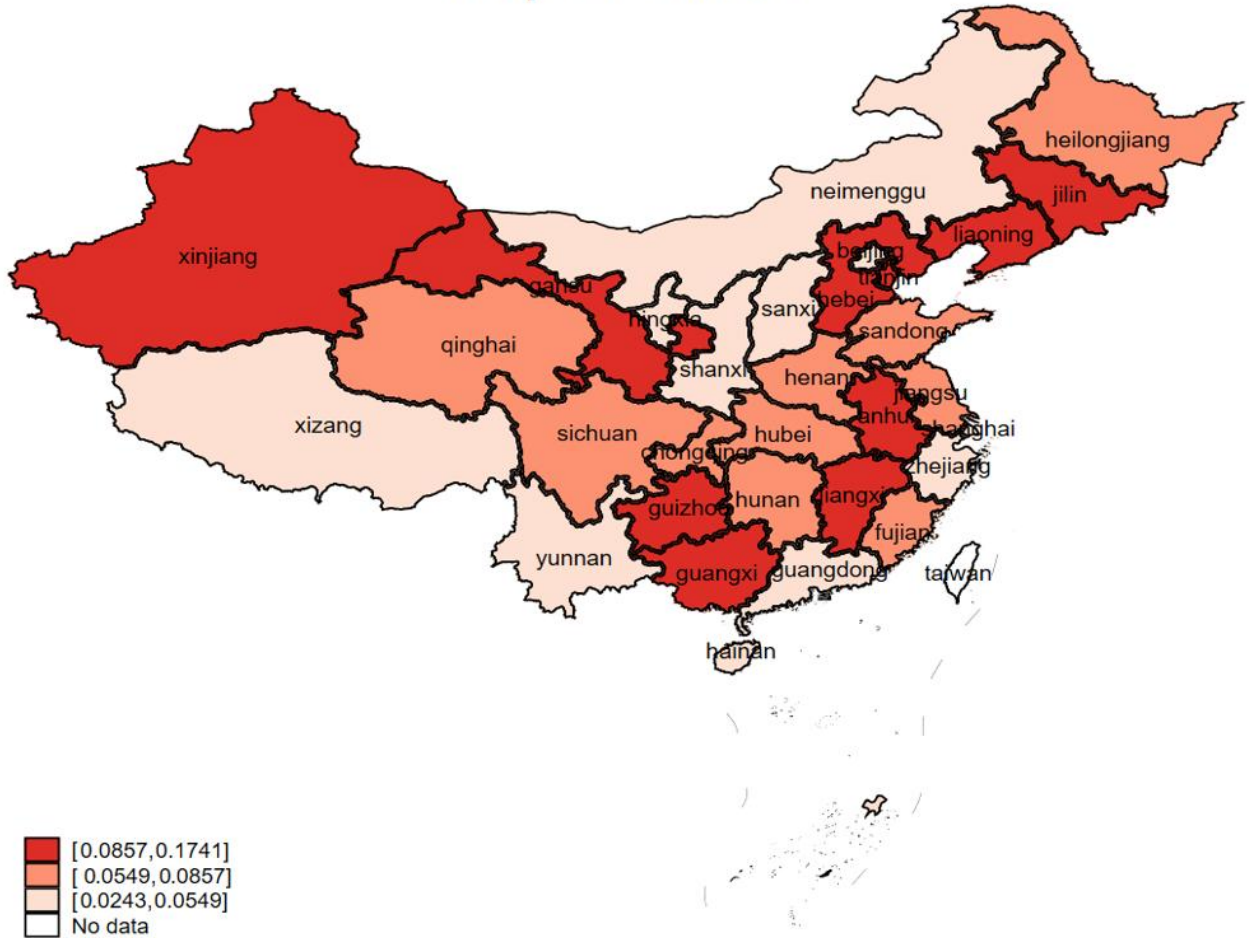 heilongjiang
neimenggu
jilin
liaoning
beijing
xinjiang
tianjin
gansu
hebei
sanxi
ningxia
sandong
qinghai
shanxi
henan
jiangsu
anhui
xizang
shanghai
sichuan
hubei
chongqing
zhejiang
hunan
jiangxi
guizhou
fujian
yunnan
guangxi
guangdong
taiwan
hainan
[0.0857,0.1741]
[ 0.0549,0.0857]
[0.0243,0.0549]
No data